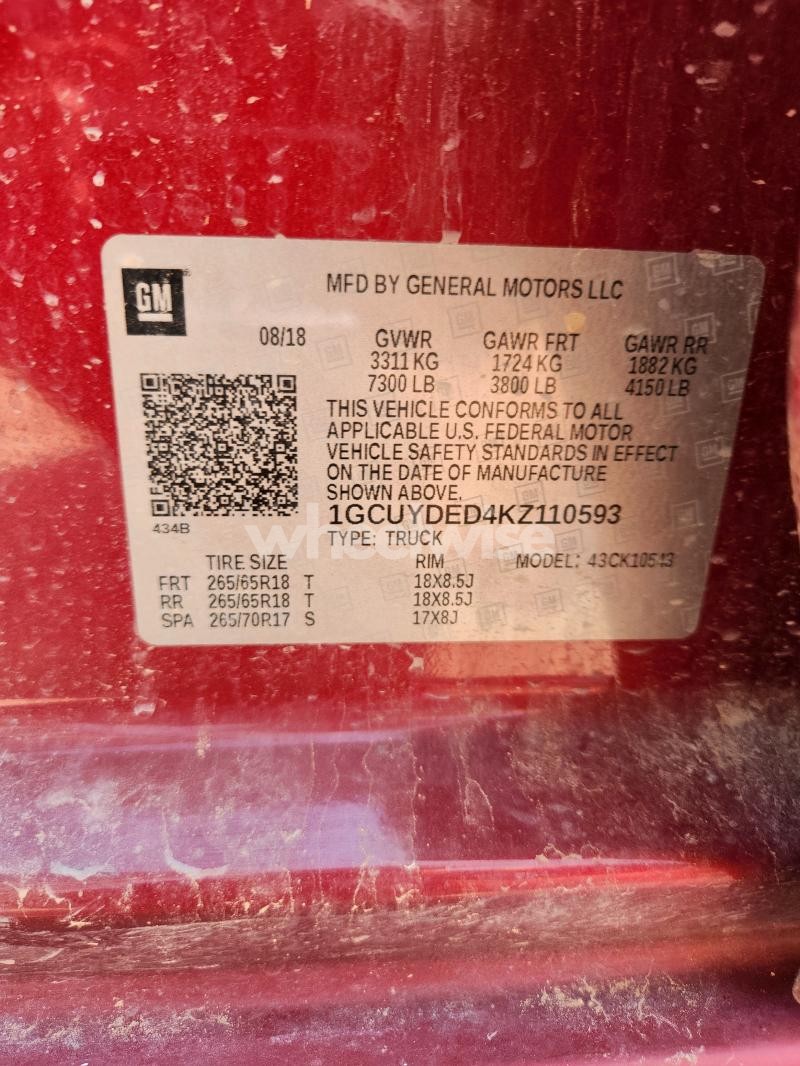 GM
MFD BY GENERAL MOTORS LLC
08/18 GVWR GAWR FRT GAWR RR
3311 KG 1724 KG 1882 KG
7300 LB 3800 LB 4150 LB
THIS VEHICLE CONFORMS TO ALL
APPLICABLE U.S. FEDERAL MOTOR
VEHICLE SAFETY STANDARDS IN EFFECT
ON THE DATE OF MANUFACTURE
SHOWN ABOVE.
434B
1GCUYDED4KZ110593
wheelwise
TYPE: TRUCK
TIRE SIZE RIM MODEL: 43CK10543
FRT 265/65R18 T 18X8.5J
RR 265/65R18 T 18X8.5J
SPA 265/70R17 S 17X8J